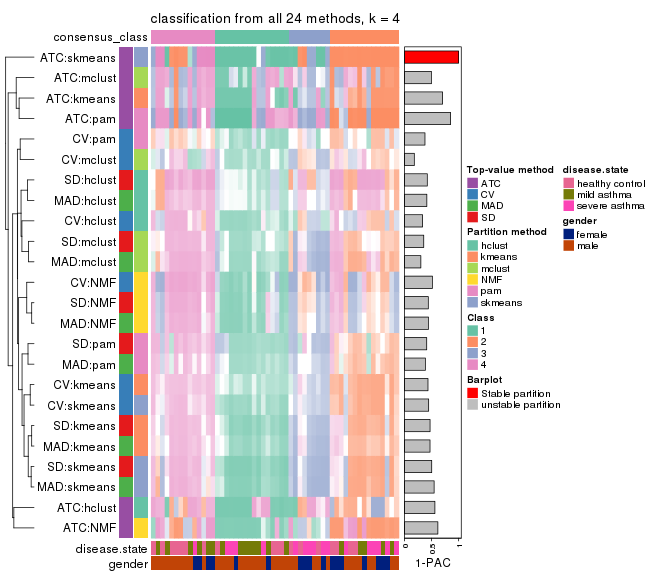 classification from all 24 methods, k = 4
consensus_class
ATC:skmeans
ATC:mclust
ATC:kmeans
ATC:pam
CV:pam
CV:mclust
SD:hclust
MAD:hclust
CV:hclust
SD:mclust
MAD:mclust
CV:NMF
SD:NMF
MAD:NMF
SD:pam
MAD:pam
CV:kmeans
CV:skmeans
SD:kmeans
MAD:kmeans
SD:skmeans
MAD:skmeans
ATC:hclust
ATC:NMF
disease.state
gender
0
0.5
1
1-PAC
Top-value method
ATC
CV
MAD
SD
Partition method
hclust
kmeans
mclust
NMF
pam
skmeans
Class
1
2
3
4
Barplot
Stable partition
unstable partition
disease.state
healthy control
mild asthma
severe asthma
gender
female
male